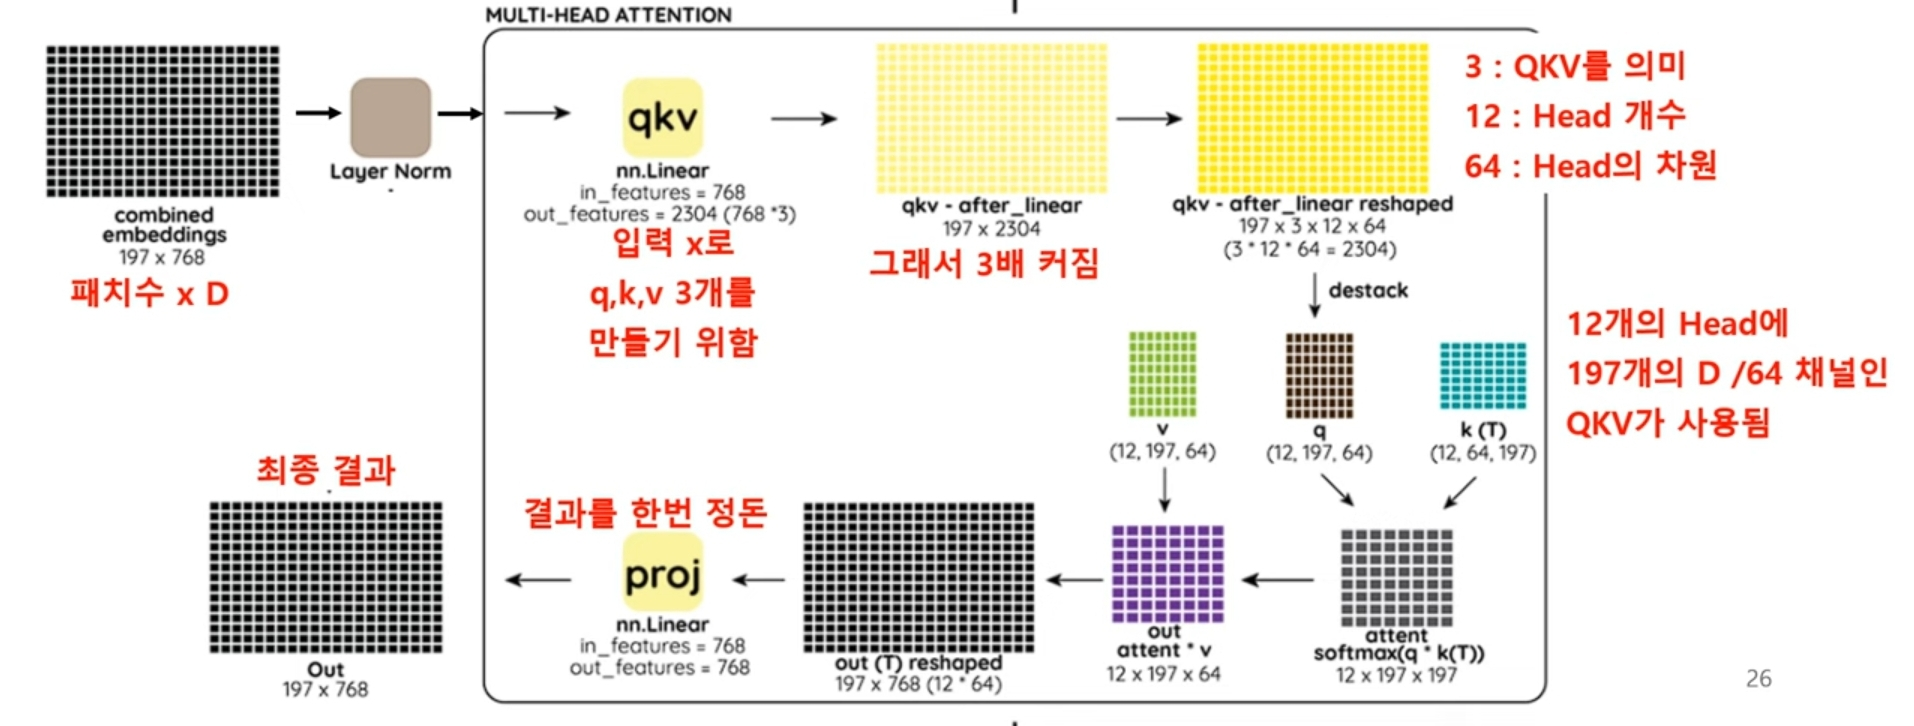 MULTI-HEAD ATTENTION
combined
embeddings
197 x 768
패치수 x D
Layer Norm
qkv
nn.Linear
in_features = 768
out_features = 2304 (768 *3)
입력 x로
q,k,v 3개를
만들기 위함
qkv - after_linear
197 x 2304
그래서 3배 커짐
qkv - after_linear reshaped
197 x 3 x 12 x 64
(3 * 12 * 64 = 2304)
3 : QKV를 의미
12 : Head 개수
64 : Head의 차원
destack
v
(12, 197, 64)
q
(12, 197, 64)
k (T)
(12, 64, 197)
12개의 Head에
197개의 D /64 채널인
QKV가 사용됨
attent
softmax(q * k(T))
12 x 197 x 197
out
attent * v
12 x 197 x 64
out (T) reshaped
197 x 768 (12 * 64)
결과를 한번 정돈
proj
nn.Linear
in_features = 768
out_features = 768
최종 결과
Out
197 x 768
26